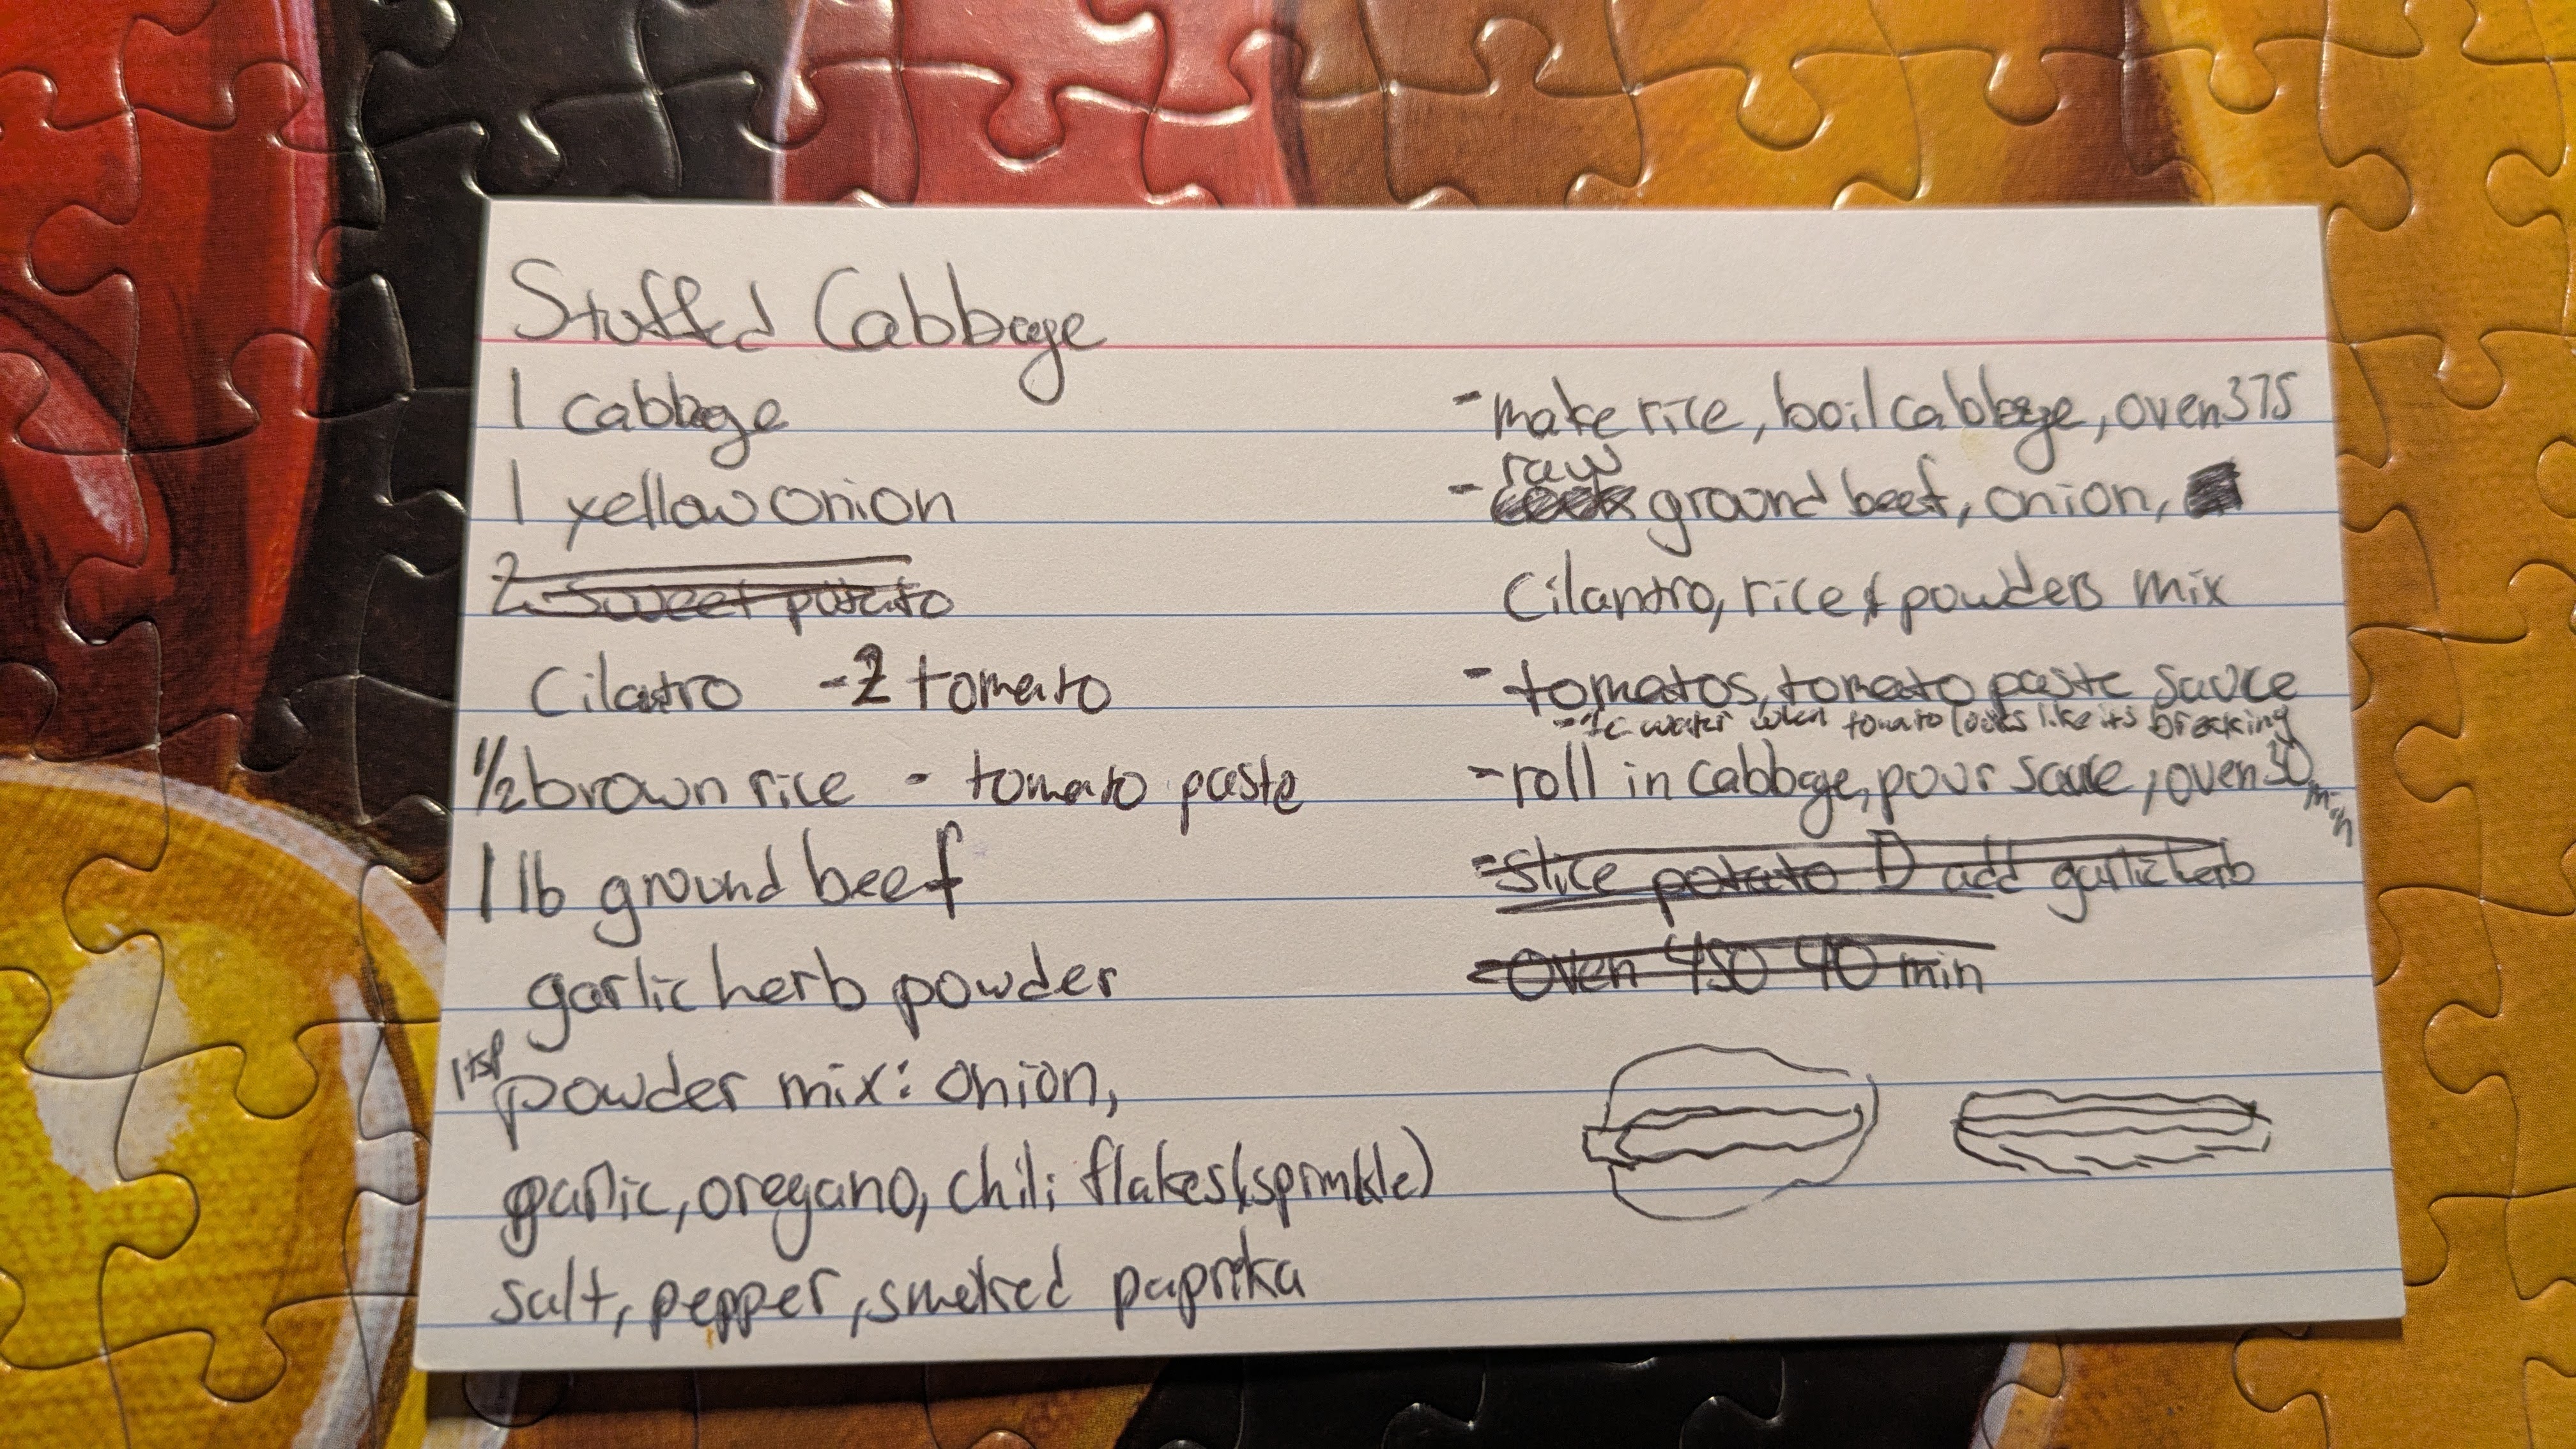 Stuffed Cabbage
1 cabbage
1 yellow onion
2 sweet potato
Cilantro - 2 tomato
1/2 brown rice - tomato paste
1 lb ground beef
garlic herb powder
1 tsp powder mix: onion,
garlic, oregano, chili flakes (sprinkle)
salt, pepper, smoked paprika
- make rice, boil cabbage, oven 375
raw
- cook ground beef, onion,
Cilantro, rice & powders mix
- tomatos, tomato paste sauce
water when tomato looks like its breaking
- roll in cabbage, pour sauce, oven 30 min
- slice potato D add garlic herb
- Oven 450 40 min